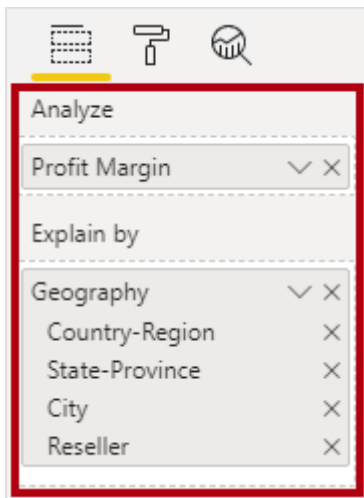 Analyze
Profit Margin
Explain by
Geography
Country-Region
State-Province
City
Reseller